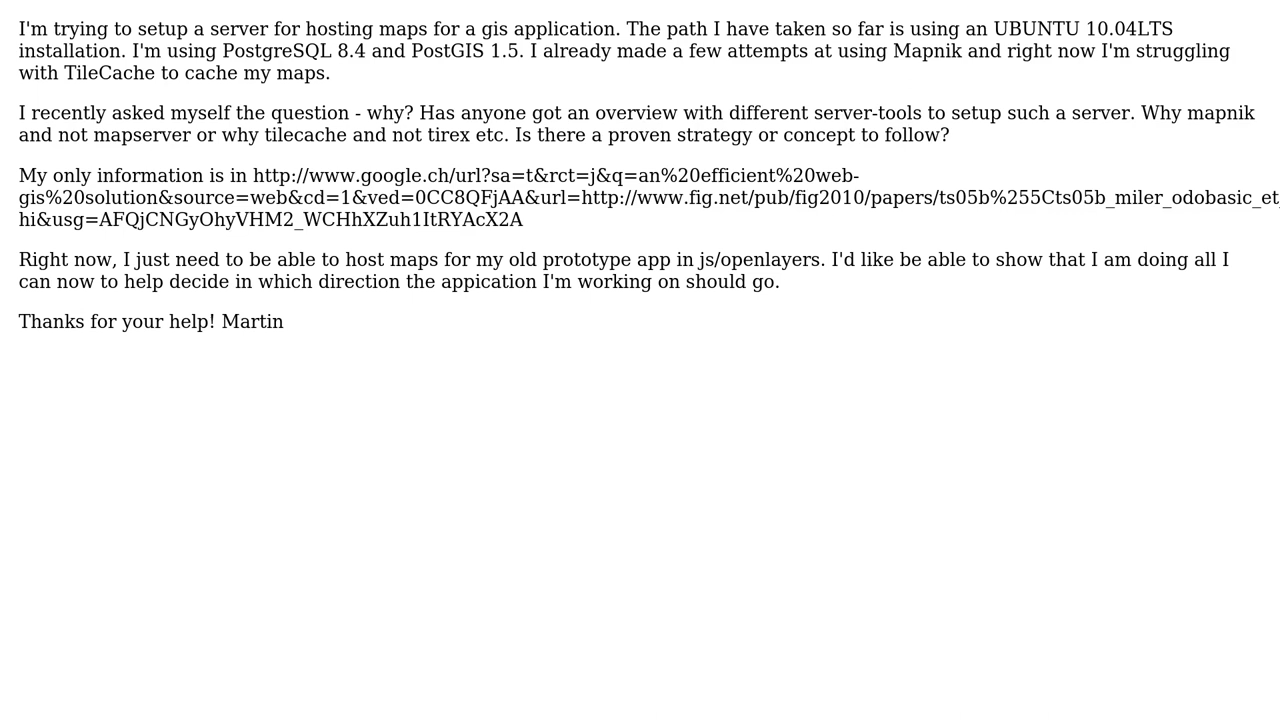 I'm trying to setup a server for hosting maps for a gis application. The path I have taken so far is using an UBUNTU 10.04LTS
installation. I'm using PostgreSQL 8.4 and PostGIS 1.5. I already made a few attempts at using Mapnik and right now I'm struggling
with TileCache to cache my maps.
I recently asked myself the question - why? Has anyone got an overview with different server-tools to setup such a server. Why mapnik
and not mapserver or why tilecache and not tirex etc. Is there a proven strategy or concept to follow?
My only information is in http://www.google.ch/url?sa=t&rct=j&q=an%20efficient%20web-
gis%20solution&source=web&cd=1&ved=0CC8QFjAA&url=http://www.fig.net/pub/fig2010/papers/ts05b%255Cts05b_miler_odobasic_et_
hi&usg=AFQjCNGyOhyVHM2_WCHhXZuh1ItRYAcX2A
Right now, I just need to be able to host maps for my old prototype app in js/openlayers. I'd like be able to show that I am doing all I
can now to help decide in which direction the appication I'm working on should go.
Thanks for your help! Martin